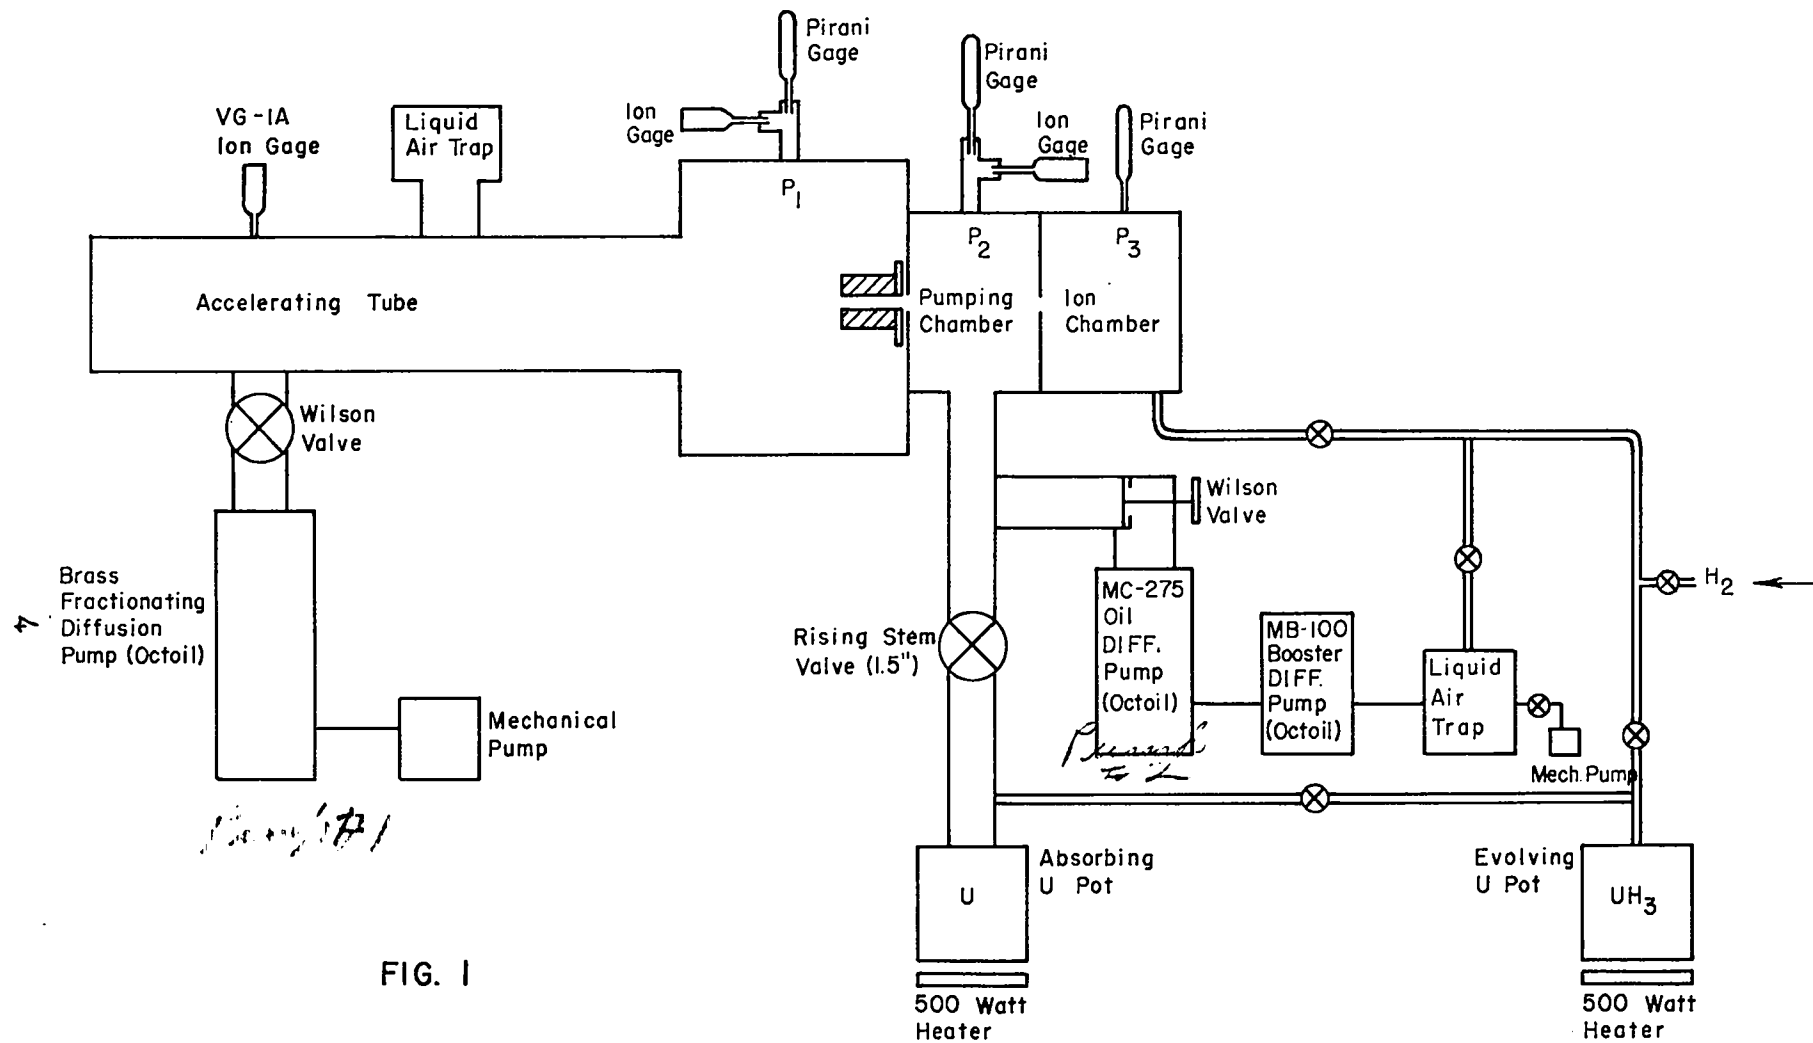 Pirani
Gage
Pirani
Gage
VG-1A
Ion Gage
Liquid
Air Trap
Ion
Gage
Ion
Gage
Pirani
Gage
P1
P2
P3
Accelerating Tube
Pumping
Chamber
Ion
Chamber
Wilson
Valve
Wilson
Valve
Brass
Fractionating
Diffusion
Pump (Octoil)
4
Rising Stem
Valve (1.5")
MC-275
Oil
DIFF.
Pump
(Octoil)
MB-100
Booster
DIFF.
Pump
(Octoil)
Liquid
Air
Trap
H2
Mechanical
Pump
Mech. Pump
#1
Absorbing
U Pot
U
Evolving
U Pot
UH3
FIG. 1
500 Watt
Heater
500 Watt
Heater